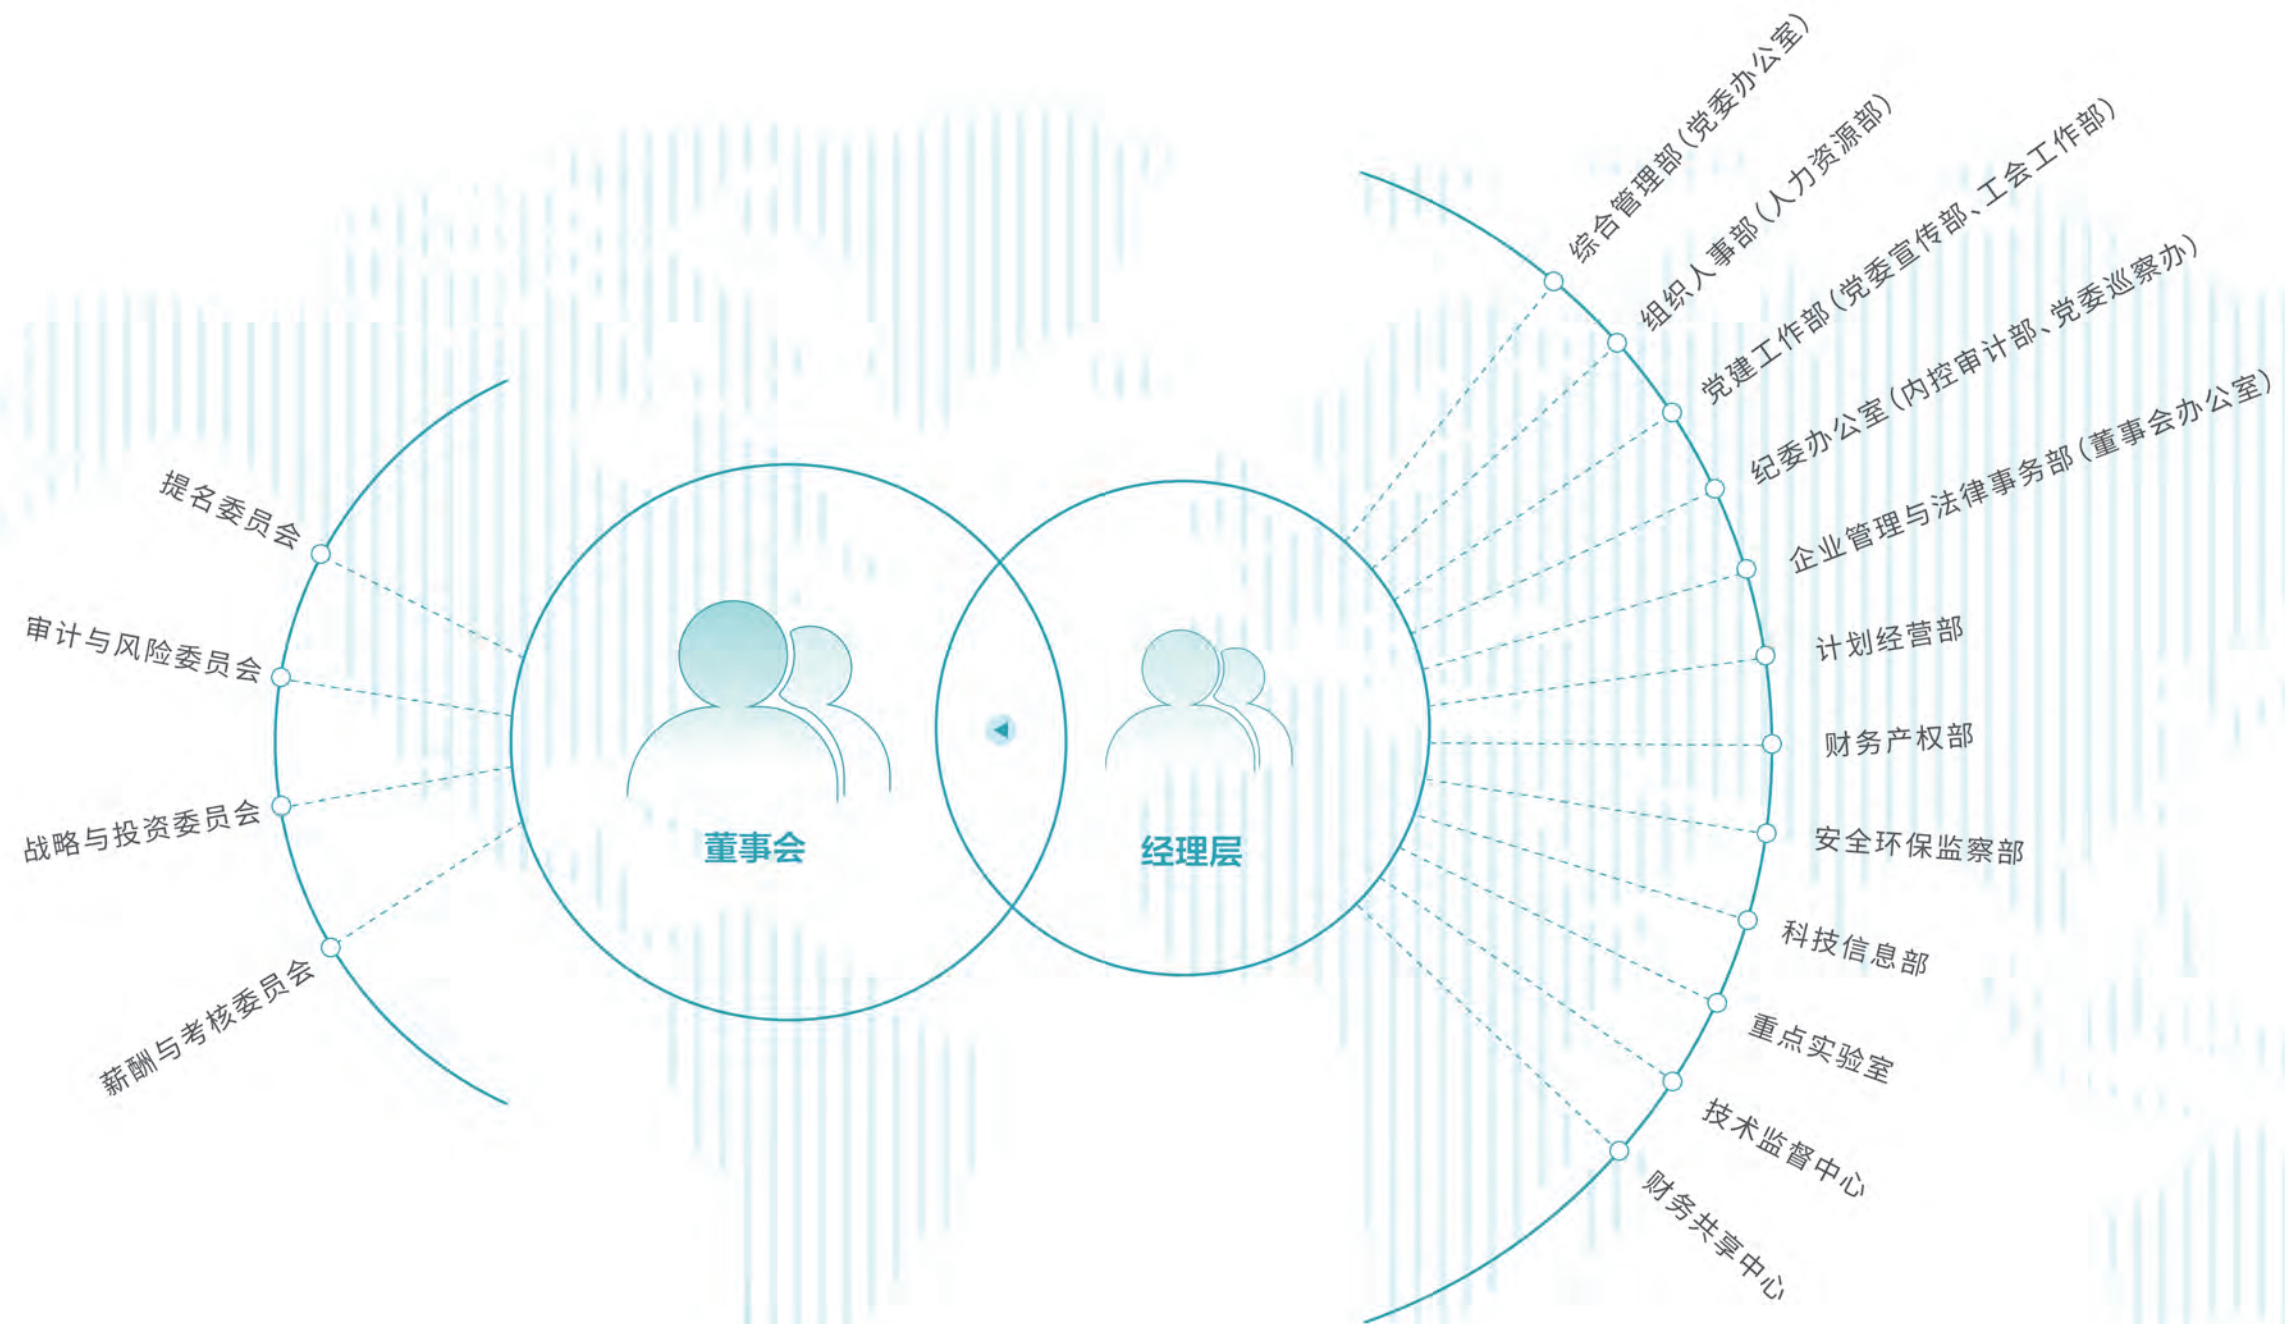 提名委员会
审计与风险委员会
战略与投资委员会
薪酬与考核委员会
董事会
经理层
综合管理部（党委办公室）
组织人事部（人力资源部）
党建工作部（党委宣传部、工会工作部）
纪委办公室（内控审计部、党委巡察办）
企业管理与法律事务部（董事会办公室）
计划经营部
财务产权部
安全环保监察部
科技信息部
重点实验室
技术监督中心
财务共享中心